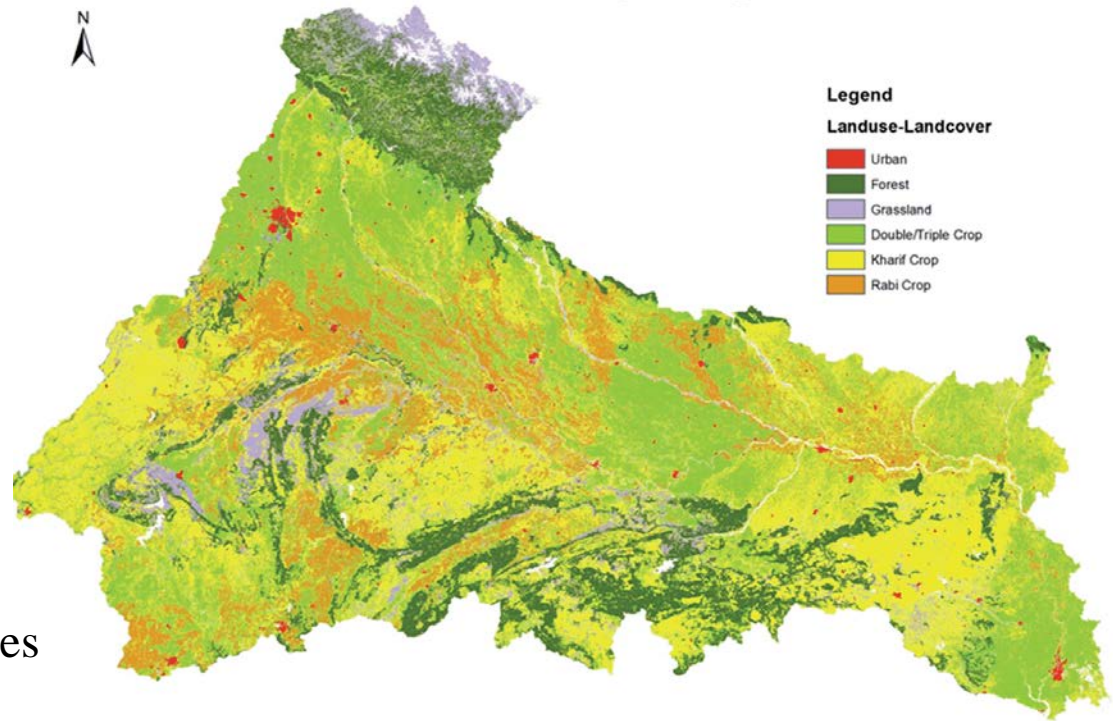 N
Legend
Landuse-Landcover
Urban
Forest
Grassland
Double/Triple Crop
Kharif Crop
Rabi Crop
es